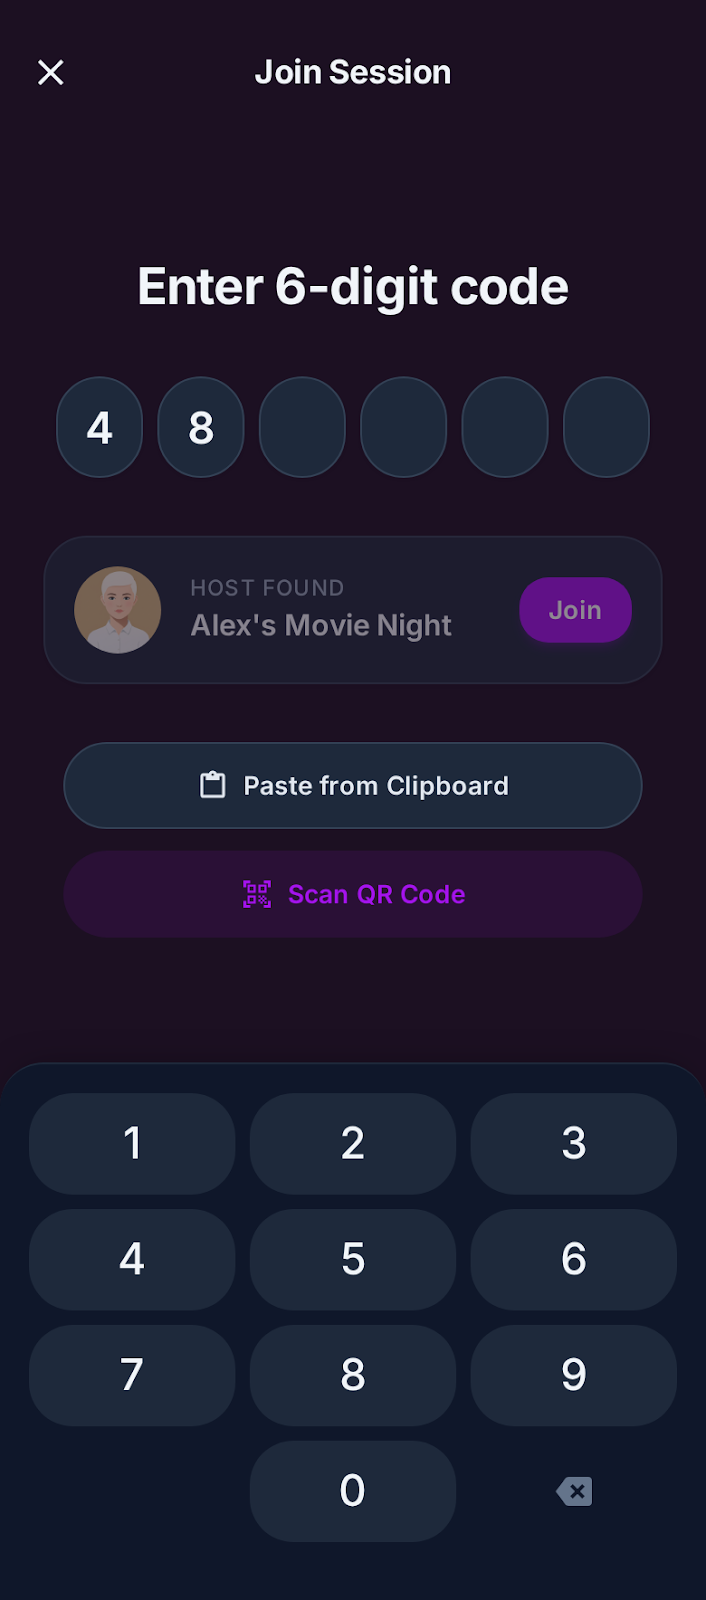 Join Session
Enter 6-digit code
4 8
HOST FOUND
Alex's Movie Night
Join
Paste from Clipboard
Scan QR Code
1 2 3
4 5 6
7 8 9
0